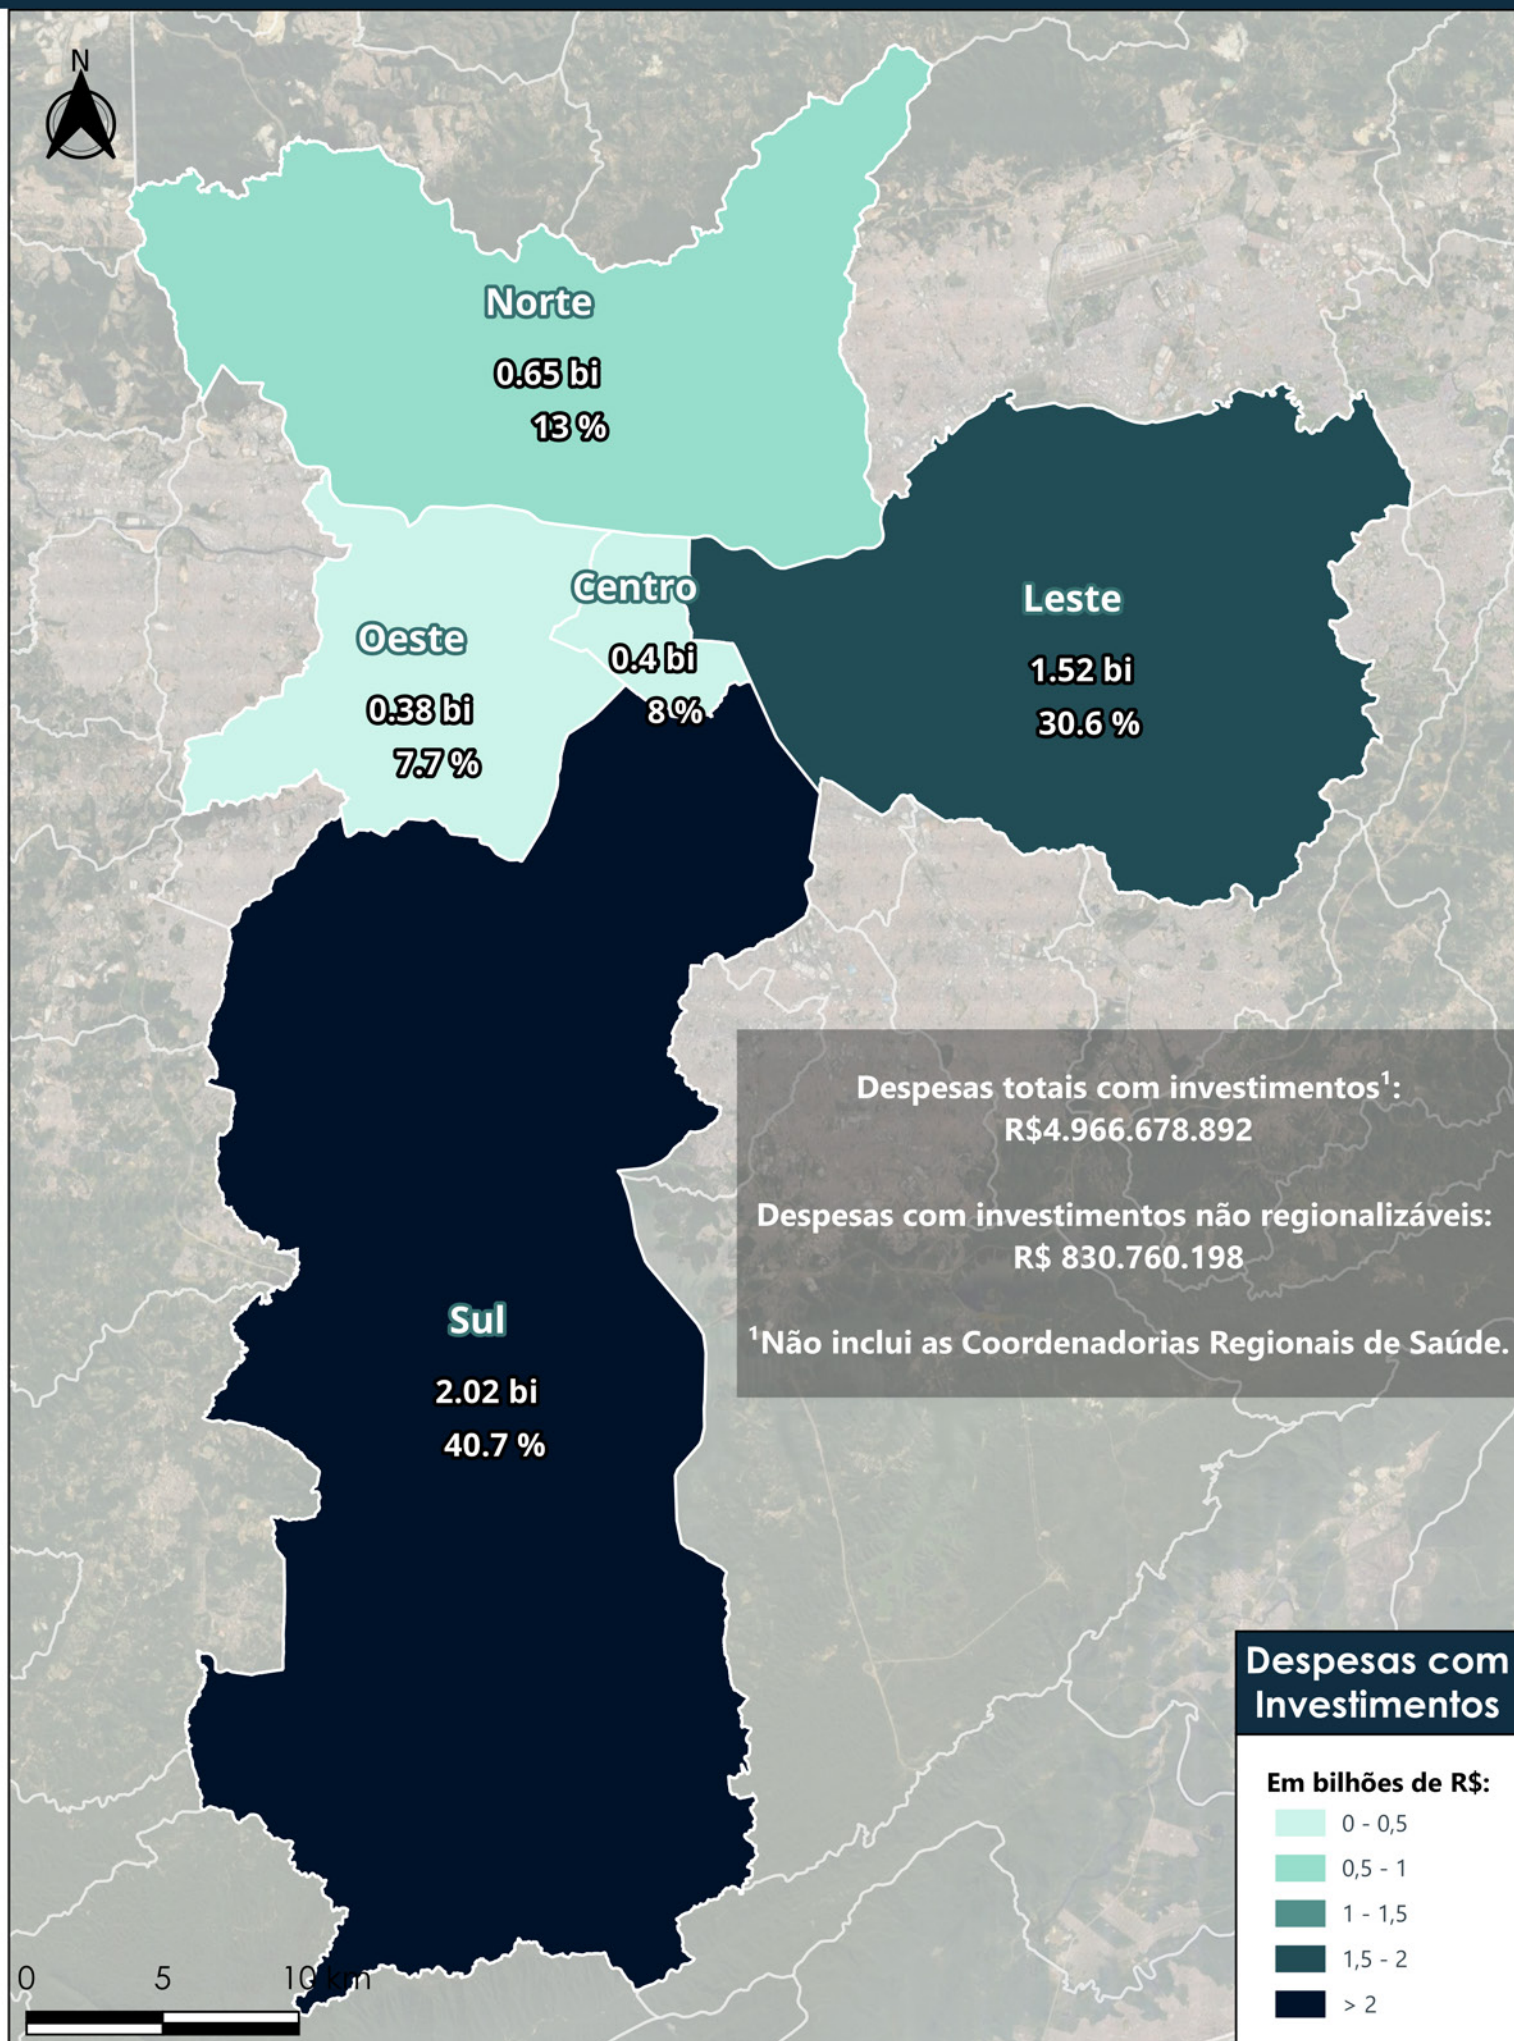 N
Norte
0.65 bi
13 %
Centro
0.4 bi
8 %
Oeste
0.38 bi
7.7 %
Leste
1.52 bi
30.6 %
Despesas totais com investimentos¹:
R$4.966.678.892
Despesas com investimentos não regionalizáveis:
R$ 830.760.198
¹Não inclui as Coordenadorias Regionais de Saúde.
Sul
2.02 bi
40.7 %
Despesas com
Investimentos
Em bilhões de R$:
0 - 0,5
0,5 - 1
1 - 1,5
1,5 - 2
> 2
0 5 10 km